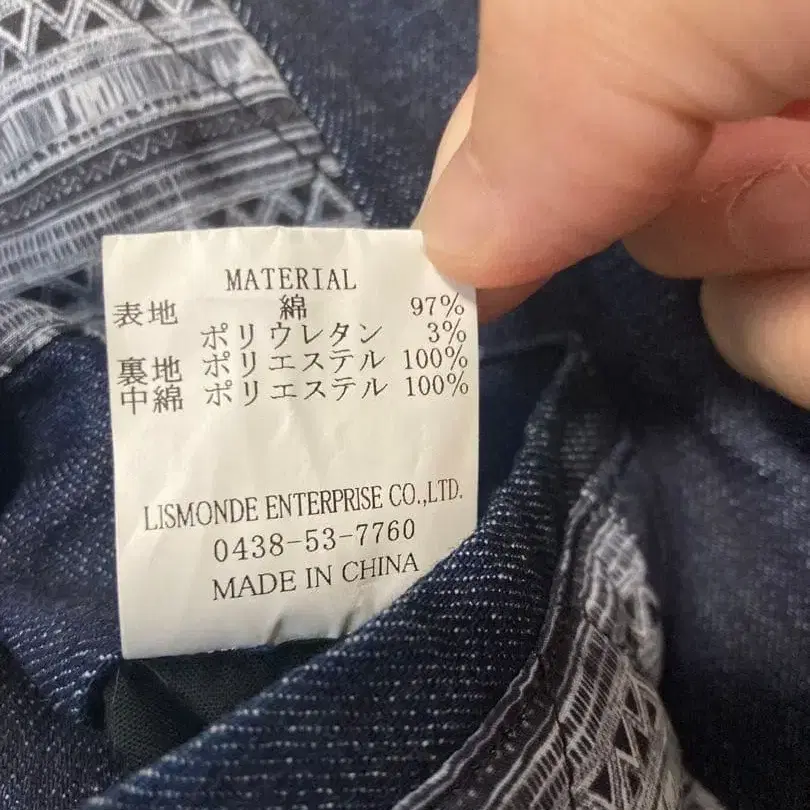 MATERIAL
表地 綿 97%
ポリウレタン 3%
裏地 ポリエステル 100%
中綿 ポリエステル 100%
LISMONDE ENTERPRISE CO.,LTD.
0438-53-7760
MADE IN CHINA